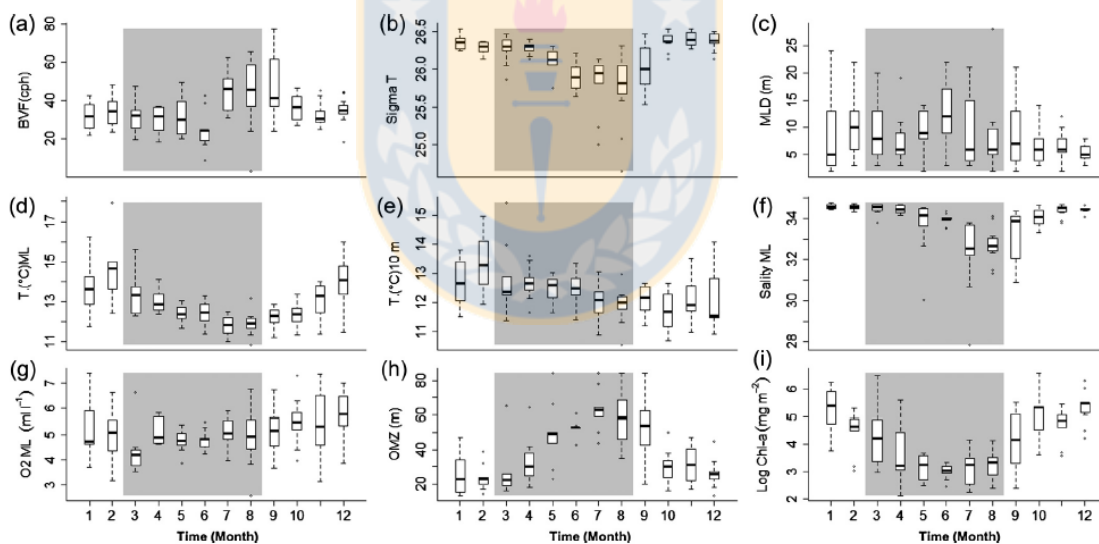 (a)
BVF(cph)
80
60
40
20
(b)
Sigma T
26.5
26.0
25.5
25.0
(c)
MLD (m)
25
20
15
10
5
(d)
T.(°C)ML
17
15
13
11
(e)
T.(°C)10 m
15
14
13
12
11
(f)
Sality ML
34
32
30
28
(g)
O2 ML (ml l⁻¹)
7
6
5
4
3
1 2 3 4 5 6 7 8 9 10 12
Time (Month)
(h)
OMZ (m)
80
60
40
20
1 2 3 4 5 6 7 8 9 10 12
Time (Month)
(i)
Log Chl-a (mg m⁻²)
6
5
4
3
2
1 2 3 4 5 6 7 8 9 10 12
Time (Month)